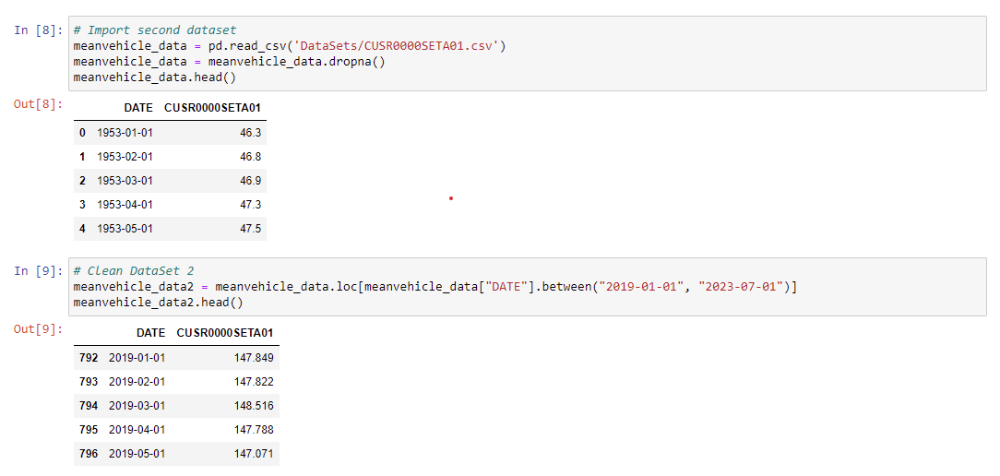 In [8]: # Import second dataset
meanvehicle_data = pd.read_csv('DataSets/CUSR0000SETA01.csv')
meanvehicle_data = meanvehicle_data.dropna()
meanvehicle_data.head()
Out[8]:
DATE CUSR0000SETA01
0 1953-01-01 46.3
1 1953-02-01 46.8
2 1953-03-01 46.9
3 1953-04-01 47.3
4 1953-05-01 47.5
In [9]: # Clean DataSet 2
meanvehicle_data2 = meanvehicle_data.loc[meanvehicle_data["DATE"].between("2019-01-01", "2023-07-01")]
meanvehicle_data2.head()
Out[9]:
DATE CUSR0000SETA01
792 2019-01-01 147.849
793 2019-02-01 147.822
794 2019-03-01 148.516
795 2019-04-01 147.788
796 2019-05-01 147.071